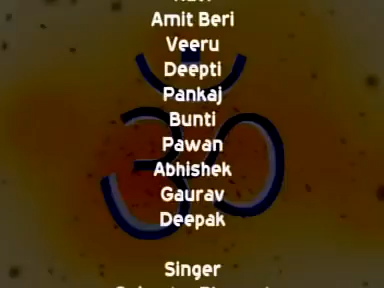 Amit Beri
Veeru
Deepti
Pankaj
Bunti
Pawan
Abhishek
Gaurav
Deepak
Singer